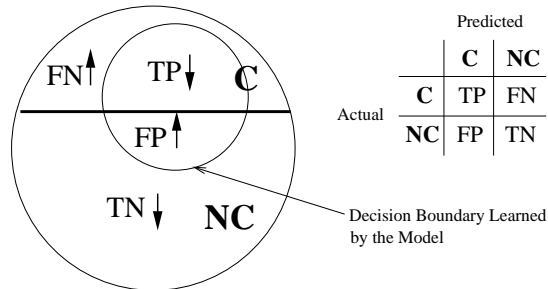 Predicted
C NC
Actual C TP FN
NC FP TN
FN TP C
FP
TN NC
Decision Boundary Learned
by the Model